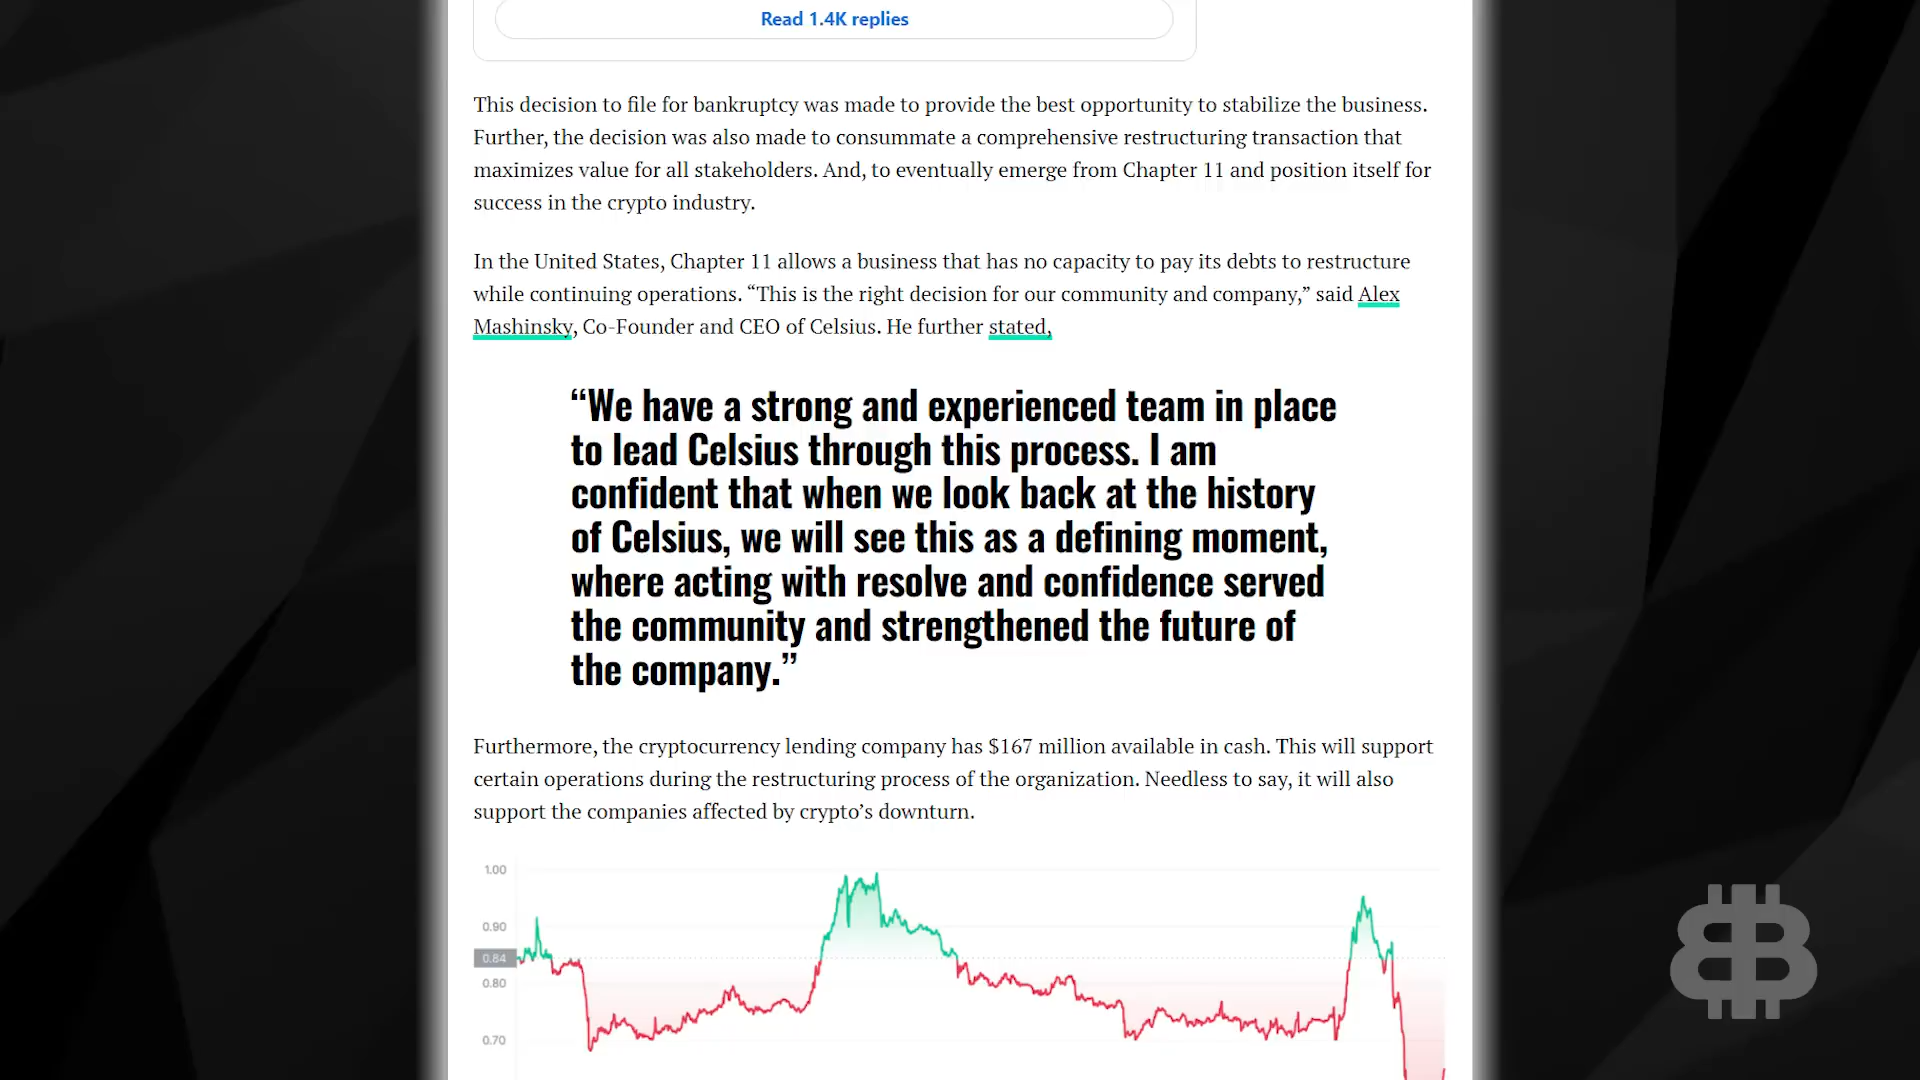 Read 1.4K replies
This decision to file for bankruptcy was made to provide the best opportunity to stabilize the business.
Further, the decision was also made to consummate a comprehensive restructuring transaction that
maximizes value for all stakeholders. And, to eventually emerge from Chapter 11 and position itself for
success in the crypto industry.
In the United States, Chapter 11 allows a business that has no capacity to pay its debts to restructure
while continuing operations. “This is the right decision for our community and company,” said Alex
Mashinsky, Co-Founder and CEO of Celsius. He further stated,
“We have a strong and experienced team in place
to lead Celsius through this process. I am
confident that when we look back at the history
of Celsius, we will see this as a defining moment,
where acting with resolve and confidence served
the community and strengthened the future of
the company.”
Furthermore, the cryptocurrency lending company has $167 million available in cash. This will support
certain operations during the restructuring process of the organization. Needless to say, it will also
support the companies affected by crypto’s downturn.
1.00
0.90
0.84
0.80
0.70